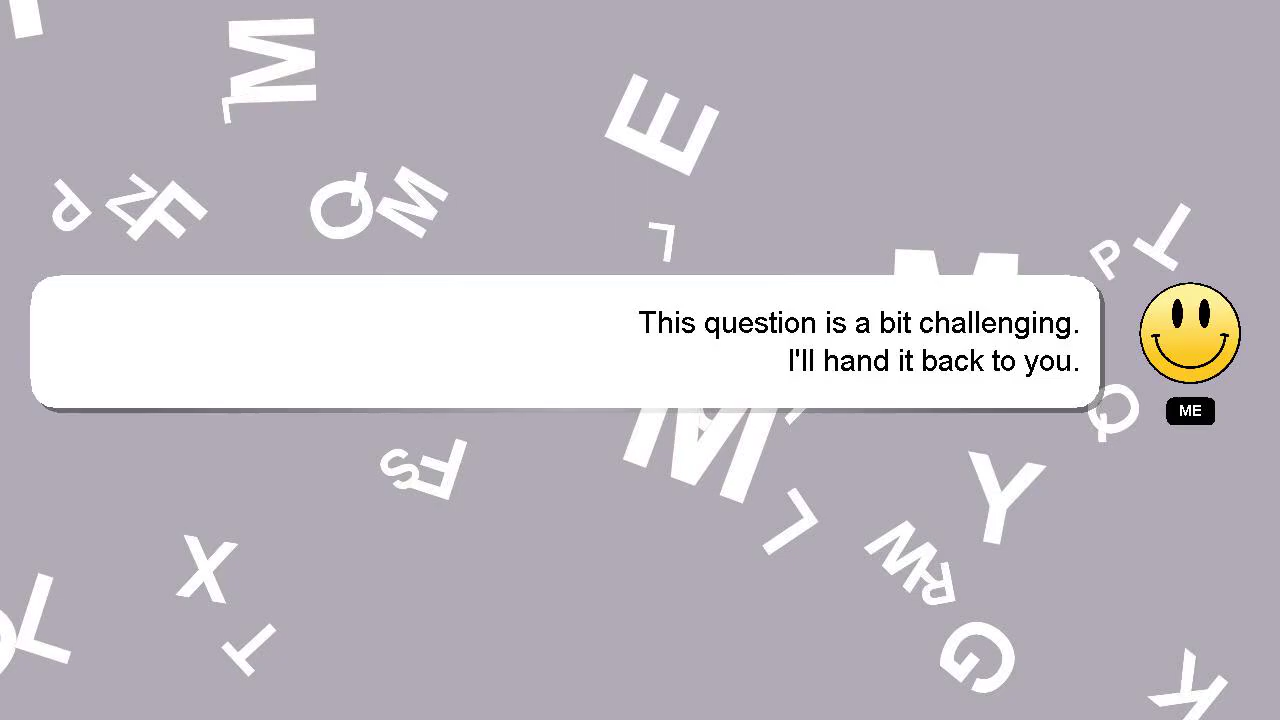 This question is a bit challenging.
I'll hand it back to you.
ME
M
L
E
P
Z
F
Q
M
L
P
T
M
Q
M
S
F
L
Y
X
W
R
T
G
K